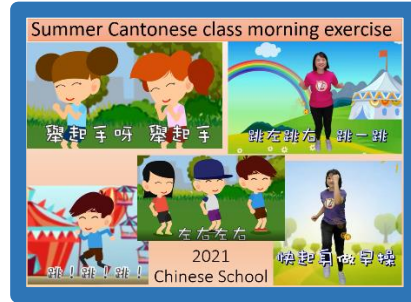 Summer Cantonese class morning exercise
舉起手呀 舉起手
跳左跳右 跳一跳
左右左右
跳!跳!跳!
快起身做早操
2021
Chinese School